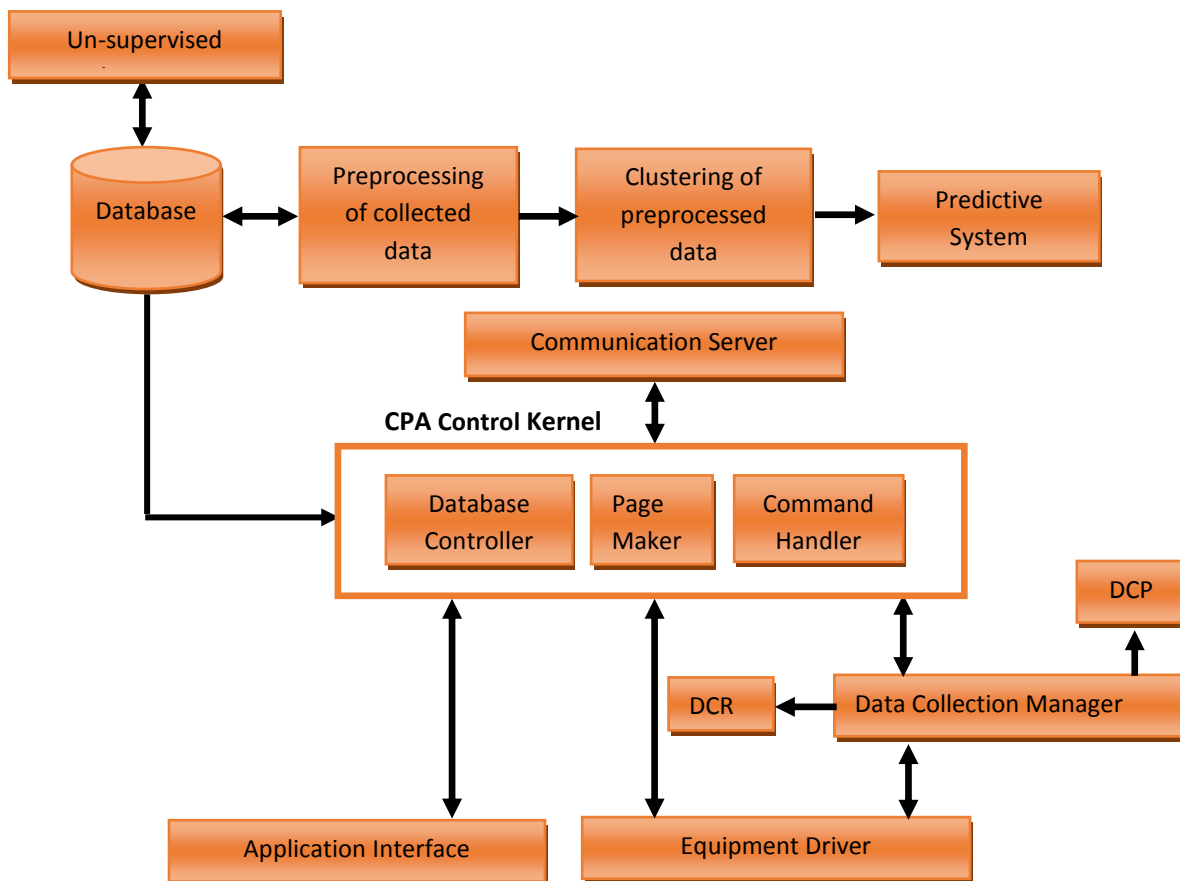 Un-supervised
Database
Preprocessing
of collected
data
Clustering of
preprocessed
data
Predictive
System
Communication Server
CPA Control Kernel
Database
Controller
Page
Maker
Command
Handler
DCP
DCR
Data Collection Manager
Application Interface
Equipment Driver